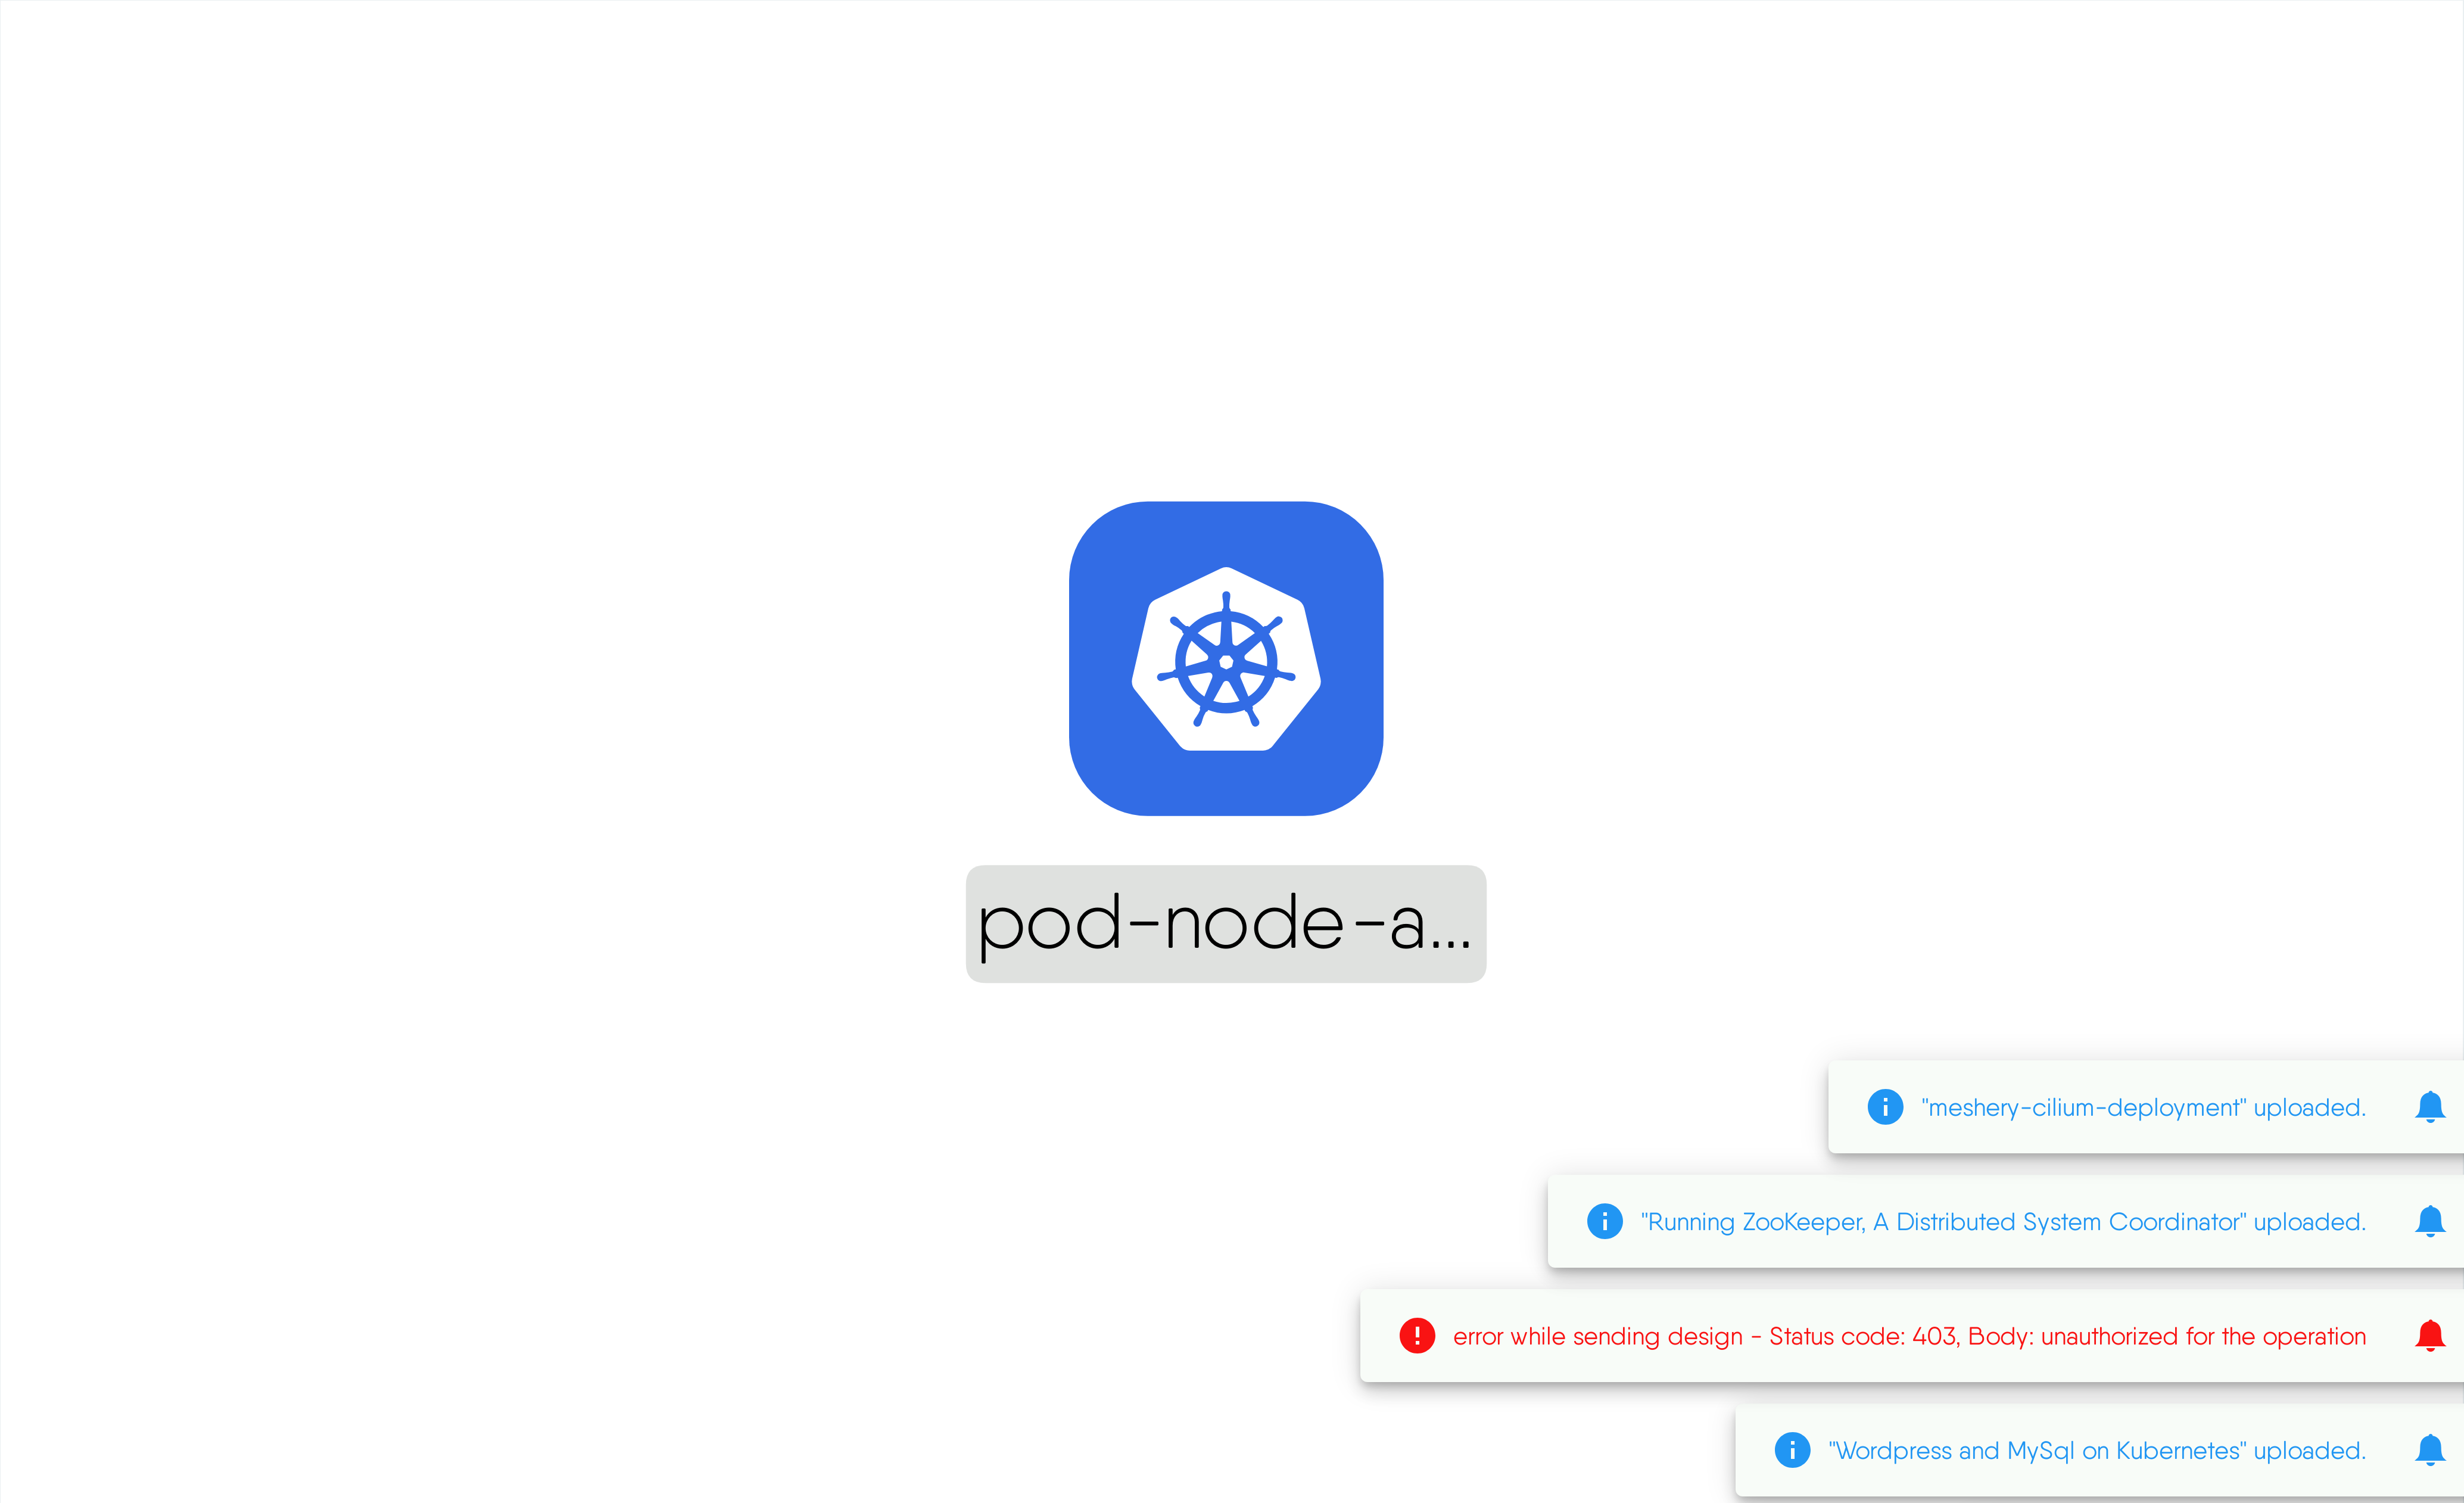 pod-node-a...
"meshery-cilium-deployment" uploaded.
"Running ZooKeeper, A Distributed System Coordinator" uploaded.
error while sending design - Status code: 403, Body: unauthorized for the operation
"Wordpress and MySql on Kubernetes" uploaded.